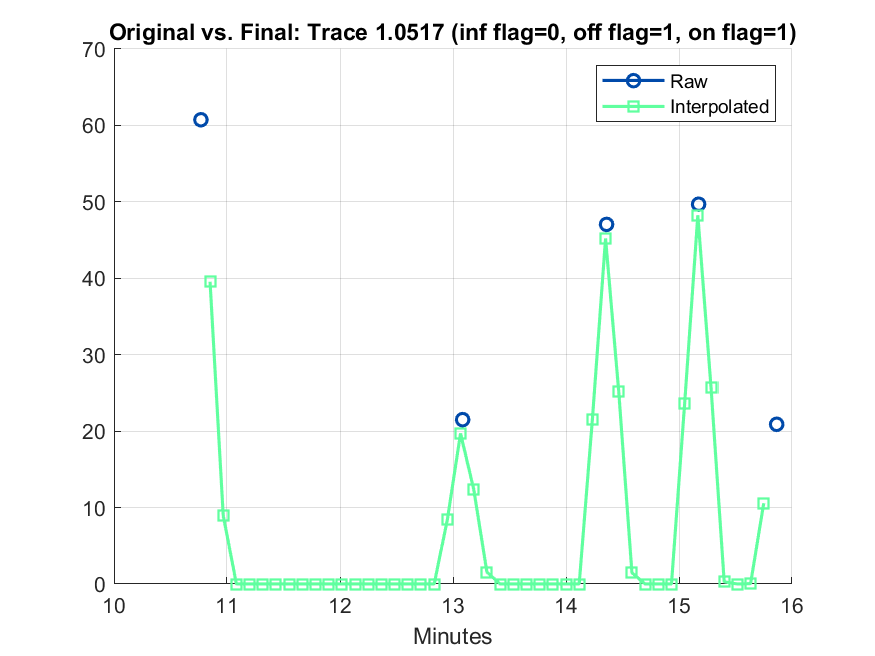 Original vs. Final: Trace 1.0517 (inf flag=0, off flag=1, on flag=1)
70
60
50
40
30
20
10
0
Raw
Interpolated
10 11 12 13 14 15 16
Minutes